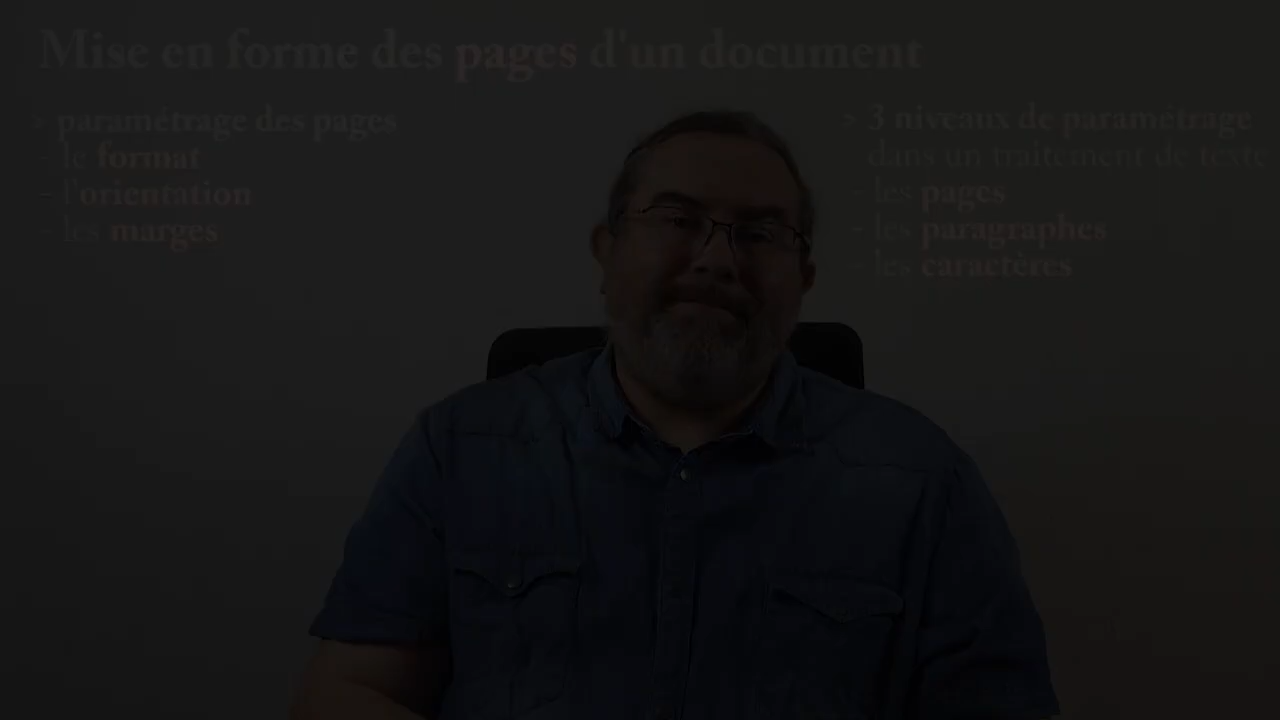 Mise en forme des pages d'un document
> paramétrage des pages
- le format
- l'orientation
- les marges
> 3 niveaux de paramétrage
dans un traitement de texte
- les pages
- les paragraphes
- les caractères